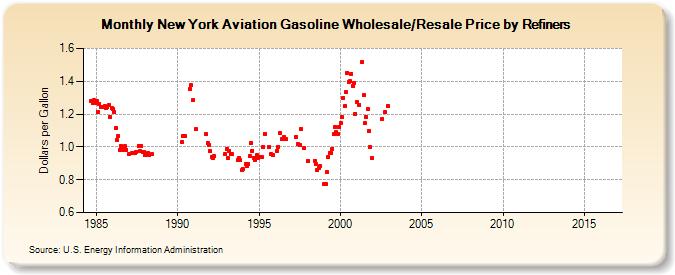 Monthly New York Aviation Gasoline Wholesale/Resale Price by Refiners
Dollars per Gallon
1.6
1.4
1.2
1.0
0.8
0.6
1985 1990 1995 2000 2005 2010 2015
Source: U.S. Energy Information Administration